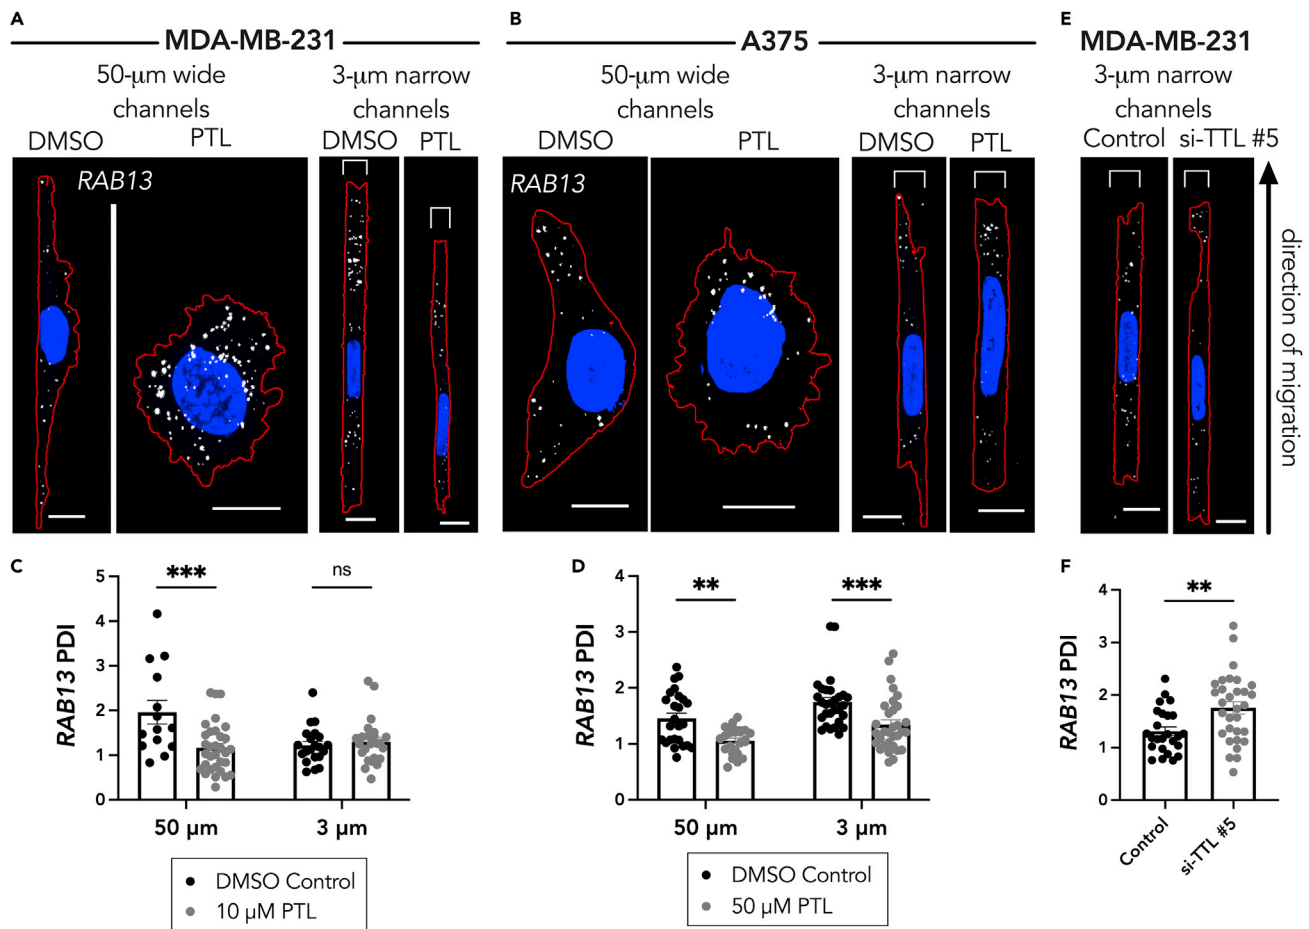 A
MDA-MB-231
50-μm wide
channels
3-μm narrow
channels
DMSO
PTL
DMSO
PTL
RAB13
B
A375
50-μm wide
channels
3-μm narrow
channels
DMSO
PTL
DMSO
PTL
RAB13
E
MDA-MB-231
3-μm narrow
channels
Control
si-TTL #5
direction of migration
C
RAB13 PDI
5
4
3
2
1
0
***
ns
50 μm
3 μm
DMSO Control
10 μM PTL
D
RAB13 PDI
4
3
2
1
0
**
***
50 μm
3 μm
DMSO Control
50 μM PTL
F
RAB13 PDI
4
3
2
1
0
**
Control
si-TTL #5